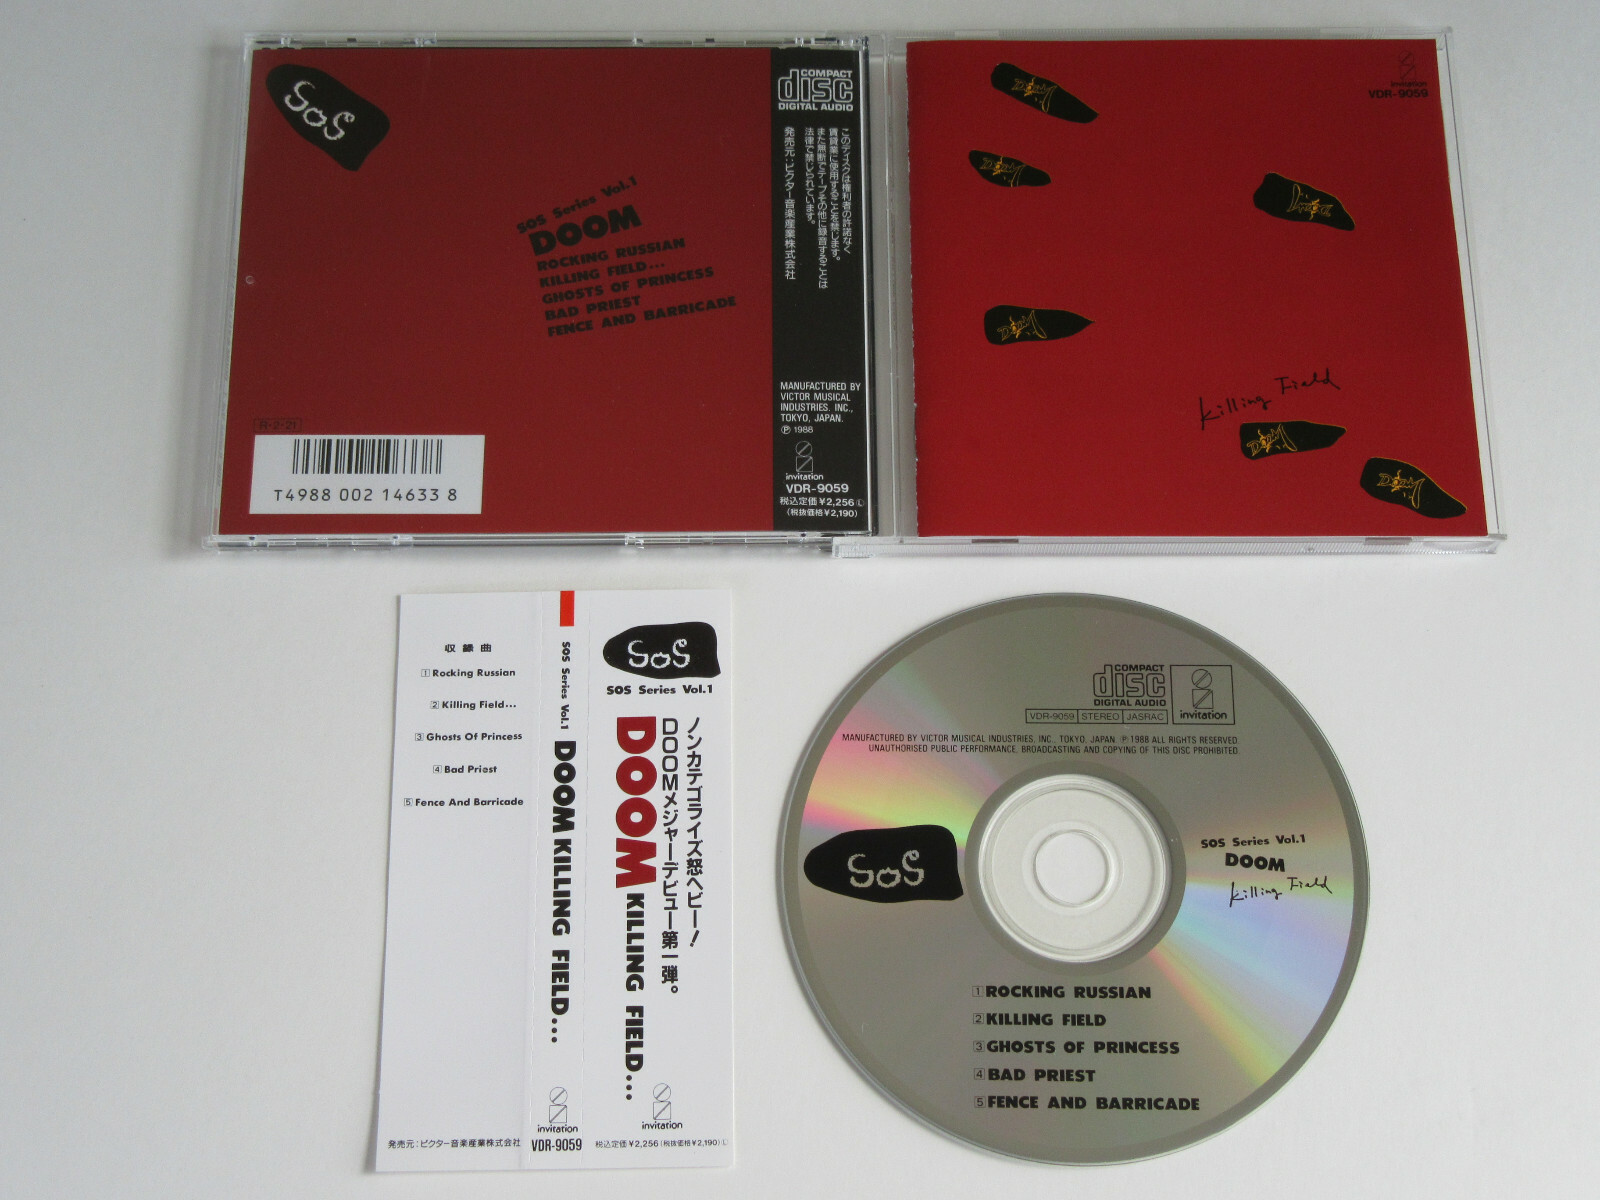 SOS
SOS Series Vol.1
DOOM
ROCKING RUSSIAN
KILLING FIELD...
GHOSTS OF PRINCESS
BAD PRIEST
FENCE AND BARRICADE
R-2-21
T4988 002 14633 8
COMPACT
disc
DIGITAL AUDIO
このディスクは権利者の許諾なく
賃貸業に使用することを禁じます。
また無断でテープその他に録音することは
法律で禁じられています。
発売元:ビクター音楽産業株式会社
MANUFACTURED BY
VICTOR MUSICAL
INDUSTRIES. INC.,
TOKYO, JAPAN.
℗ 1988
invitation
VDR-9059
税込定価¥2,256Ⓛ
(税抜価格¥2,190)
invitation
VDR-9059
Doom
Doom
Doom
Doom
Killing Field
Doom
Doom
収録曲
1 Rocking Russian
2 Killing Field...
3 Ghosts Of Princess
4 Bad Priest
5 Fence And Barricade
発売元:ビクター音楽産業株式会社
SOS Series Vol.1
DOOM KILLING FIELD...
invitation
VDR-9059
SOS
SOS Series Vol.1
ノンカテゴライズ怒ヘビー!
DOOMメジャーデビュー第一弾。
DOOM KILLING FIELD...
invitation
税込定価¥2,256(税抜価格¥2,190)Ⓛ
COMPACT
disc
DIGITAL AUDIO
invitation
VDR-9059 STEREO JASRAC
MANUFACTURED BY VICTOR MUSICAL INDUSTRIES. INC., TOKYO, JAPAN. ℗ 1988 ALL RIGHTS RESERVED.
UNAUTHORISED PUBLIC PERFORMANCE, BROADCASTING AND COPYING OF THIS DISC PROHIBITED.
SOS
SOS Series Vol.1
DOOM
Killing Field
1 ROCKING RUSSIAN
2 KILLING FIELD
3 GHOSTS OF PRINCESS
4 BAD PRIEST
5 FENCE AND BARRICADE